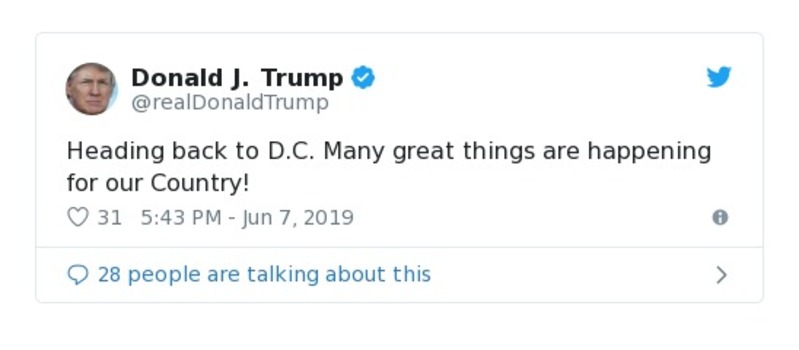 Donald J. Trump
@realDonaldTrump
Heading back to D.C. Many great things are happening
for our Country!
31 5:43 PM - Jun 7, 2019
28 people are talking about this